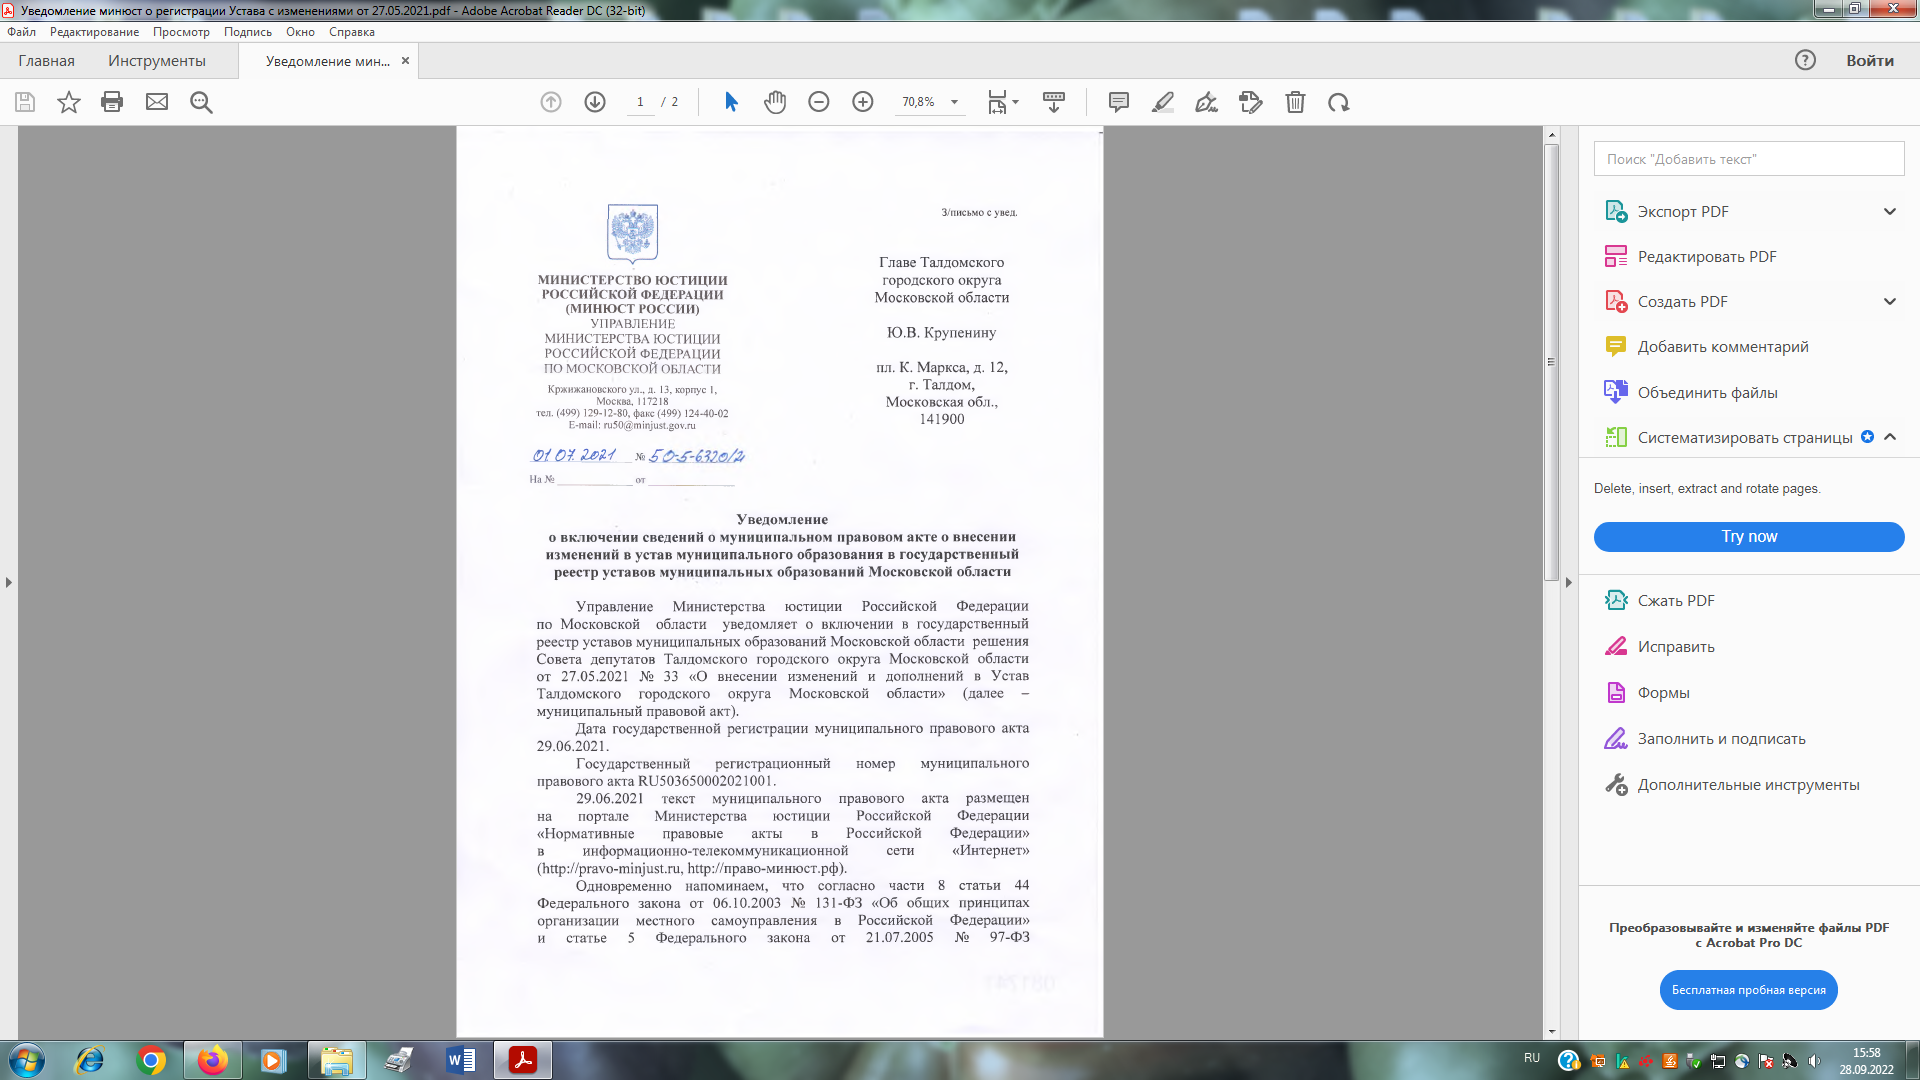 Уведомление минюст о регистрации Устава с изменениями от 27.05.2021.pdf - Adobe Acrobat Reader DC (32-bit)
Файл Редактирование Просмотр Подпись Окно Справка
Главная Инструменты Уведомление мин... ×
Войти
1 / 2
70,8%
З/письмо с увед.
МИНИСТЕРСТВО ЮСТИЦИИ
РОССИЙСКОЙ ФЕДЕРАЦИИ
(МИНЮСТ РОССИИ)
УПРАВЛЕНИЕ
МИНИСТЕРСТВА ЮСТИЦИИ
РОССИЙСКОЙ ФЕДЕРАЦИИ
ПО МОСКОВСКОЙ ОБЛАСТИ
Кржижановского ул., д. 13, корпус 1,
Москва, 117218
тел. (499) 129-12-80, факс (499) 124-40-02
E-mail: ru50@minjust.gov.ru
01.07.2021 № 50-5-6320/21
На № от
Главе Талдомского
городского округа
Московской области
Ю.В. Крупенину
пл. К. Маркса, д. 12,
г. Талдом,
Московская обл.,
141900
Уведомление
о включении сведений о муниципальном правовом акте о внесении
изменений в устав муниципального образования в государственный
реестр уставов муниципальных образований Московской области
Управление Министерства юстиции Российской Федерации
по Московской области уведомляет о включении в государственный
реестр уставов муниципальных образований Московской области решения
Совета депутатов Талдомского городского округа Московской области
от 27.05.2021 № 33 «О внесении изменений и дополнений в Устав
Талдомского городского округа Московской области» (далее –
муниципальный правовой акт).
Дата государственной регистрации муниципального правового акта
29.06.2021.
Государственный регистрационный номер муниципального
правового акта RU503650002021001.
29.06.2021 текст муниципального правового акта размещен
на портале Министерства юстиции Российской Федерации
«Нормативные правовые акты в Российской Федерации»
в информационно-телекоммуникационной сети «Интернет»
(http://pravo-minjust.ru, http://право-минюст.рф).
Одновременно напоминаем, что согласно части 8 статьи 44
Федерального закона от 06.10.2003 № 131-ФЗ «Об общих принципах
организации местного самоуправления в Российской Федерации»
и статье 5 Федерального закона от 21.07.2005 № 97-ФЗ
Поиск "Добавить текст"
Экспорт PDF
Редактировать PDF
Создать PDF
Добавить комментарий
Объединить файлы
Систематизировать страницы
Delete, insert, extract and rotate pages.
Try now
Сжать PDF
Исправить
Формы
Заполнить и подписать
Дополнительные инструменты
Преобразовывайте и изменяйте файлы PDF
с Acrobat Pro DC
Бесплатная пробная версия
RU
15:58
28.09.2022